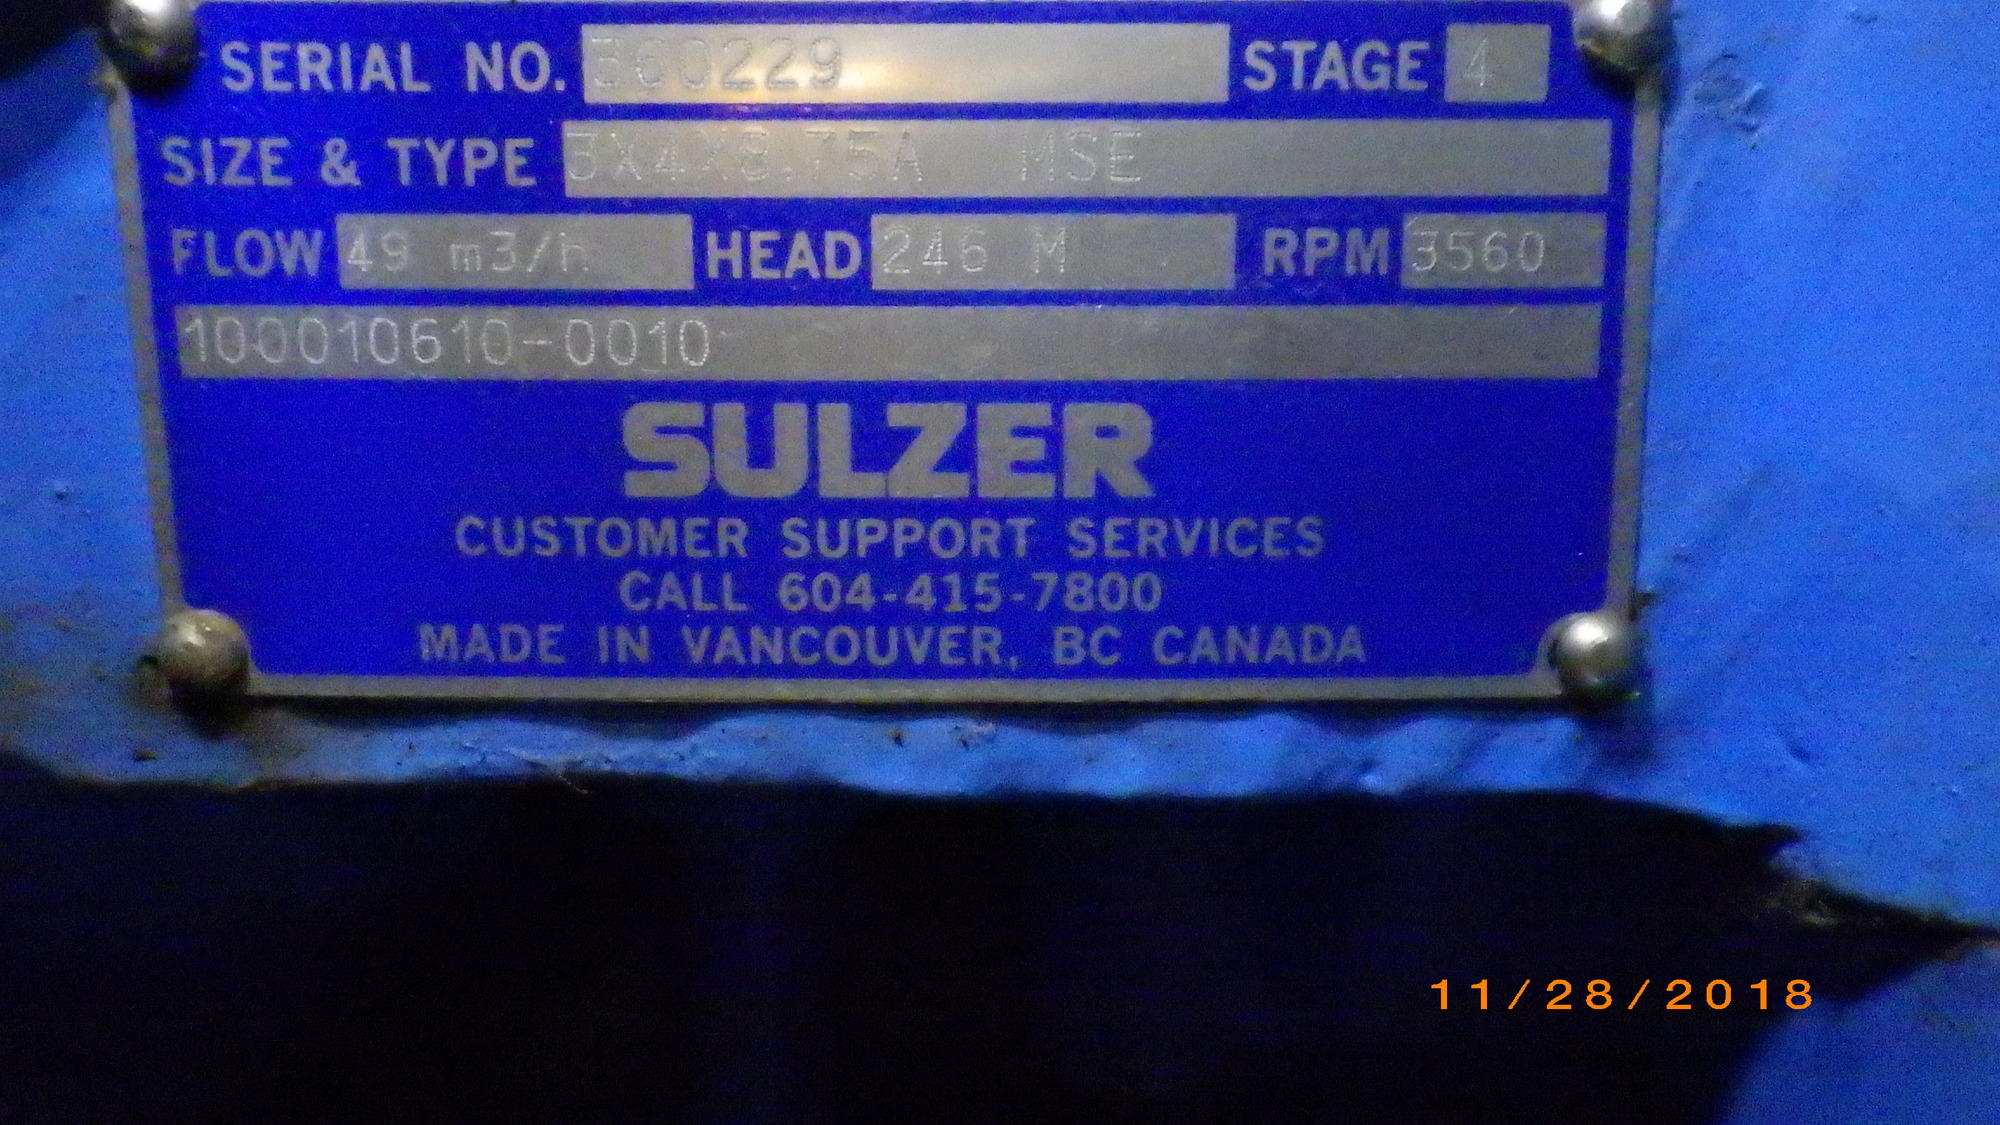 SERIAL NO. 360229 STAGE 4
SIZE & TYPE 3X4X8.75A MSE
FLOW 49 m3/h HEAD 246 M RPM 3560
100010610-0010
SULZER
CUSTOMER SUPPORT SERVICES
CALL 604-415-7800
MADE IN VANCOUVER, BC CANADA
11/28/2018